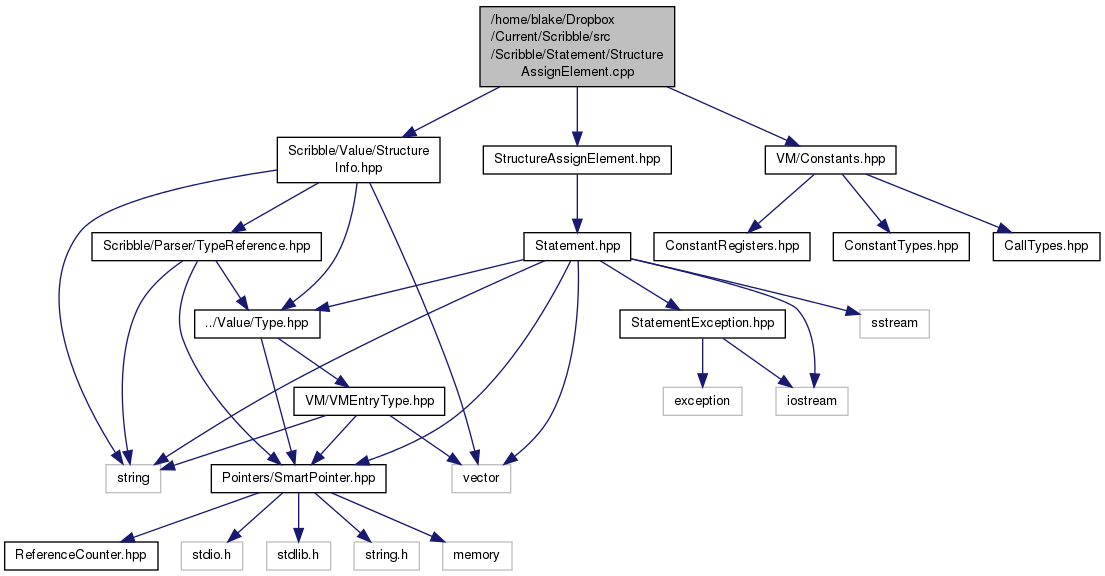 /home/blake/Dropbox
/Current/Scribble/src
/Scribble/Statement/Structure
AssignElement.cpp
Scribble/Value/Structure
Info.hpp
StructureAssignElement.hpp
VM/Constants.hpp
Scribble/Parser/TypeReference.hpp
Statement.hpp
ConstantRegisters.hpp
ConstantTypes.hpp
CallTypes.hpp
../Value/Type.hpp
StatementException.hpp
sstream
VM/VMEntryType.hpp
exception
iostream
string
Pointers/SmartPointer.hpp
vector
ReferenceCounter.hpp
stdio.h
stdlib.h
string.h
memory